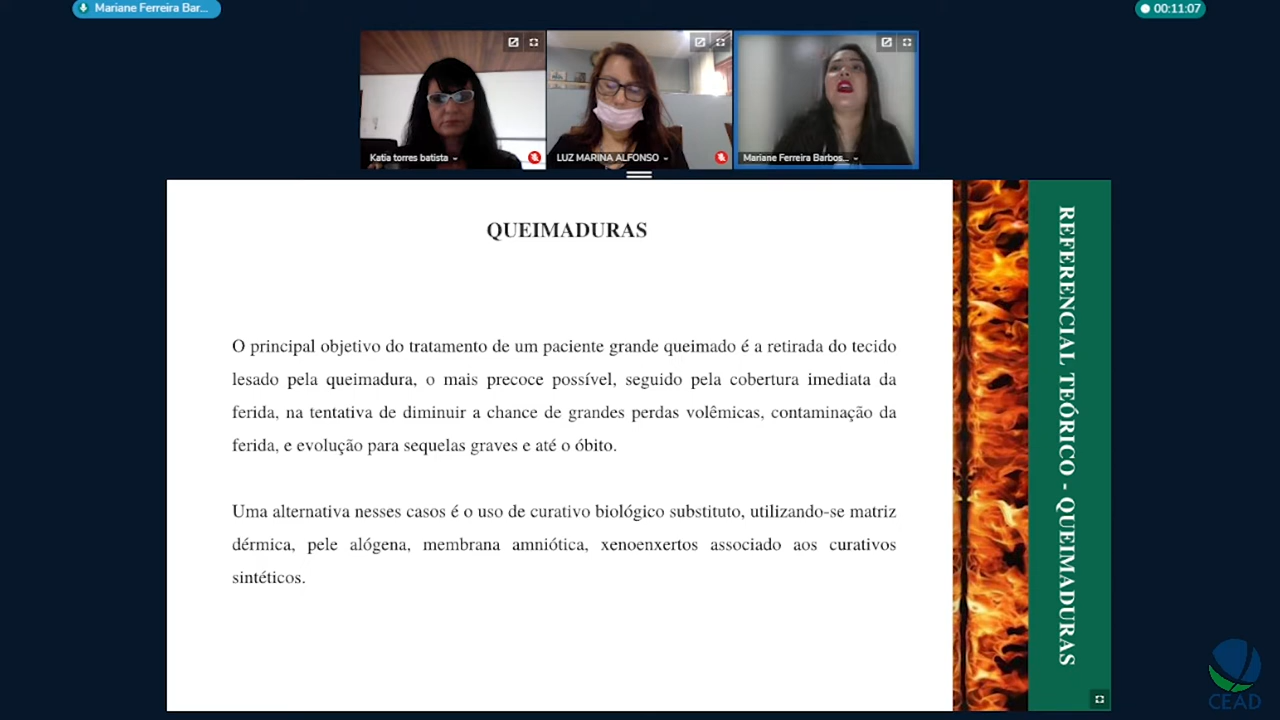 Mariane Ferreira Bar...
00:11:07
Katia torres batista
LUZ MARINA ALFONSO
Mariane Ferreira Barbos...
QUEIMADURAS
O principal objetivo do tratamento de um paciente grande queimado é a retirada do tecido
lesado pela queimadura, o mais precoce possível, seguido pela cobertura imediata da
ferida, na tentativa de diminuir a chance de grandes perdas volêmicas, contaminação da
ferida, e evolução para sequelas graves e até o óbito.
Uma alternativa nesses casos é o uso de curativo biológico substituto, utilizando-se matriz
dérmica, pele alógena, membrana amniótica, xenoenxertos associado aos curativos
sintéticos.
REFERENCIAL TEÓRICO - QUEIMADURAS
CEAD